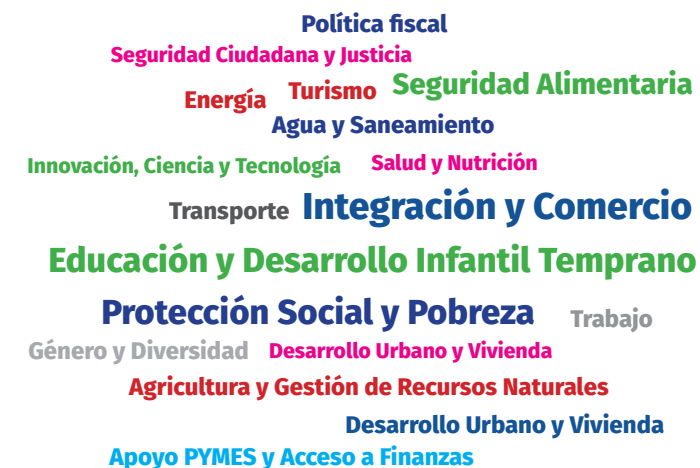 Política fiscal
Seguridad Ciudadana y Justicia
Energía Turismo Seguridad Alimentaria
Agua y Saneamiento
Innovación, Ciencia y Tecnología Salud y Nutrición
Transporte Integración y Comercio
Educación y Desarrollo Infantil Temprano
Protección Social y Pobreza Trabajo
Género y Diversidad Desarrollo Urbano y Vivienda
Agricultura y Gestión de Recursos Naturales
Desarrollo Urbano y Vivienda
Apoyo PYMES y Acceso a Finanzas